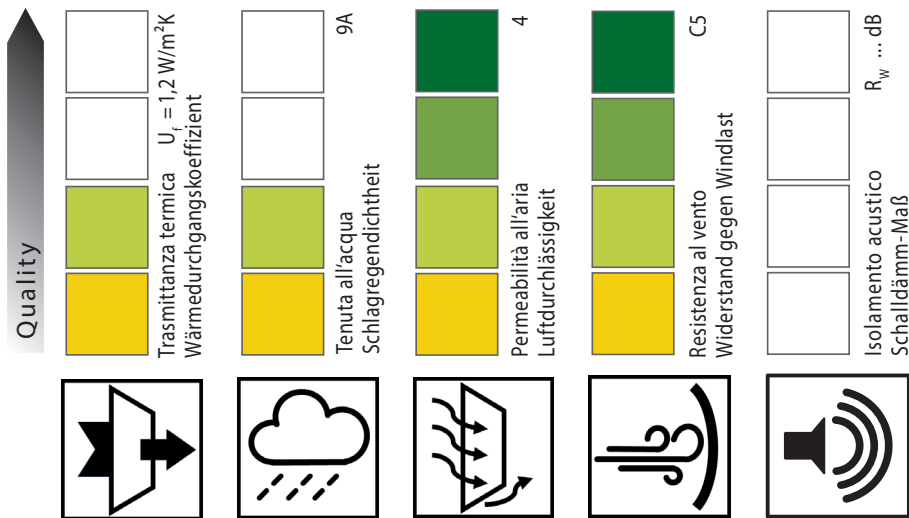 Quality
Trasmittanza termica
Wärmedurchgangskoeffizient
U_f = 1,2 W/m²K
Tenuta all'acqua
Schlagregendichtheit
9A
Permeabilità all'aria
Luftdurchlässigkeit
4
Resistenza al vento
Widerstand gegen Windlast
C5
Isolamento acustico
Schalldämm-Maß
R_w ... dB